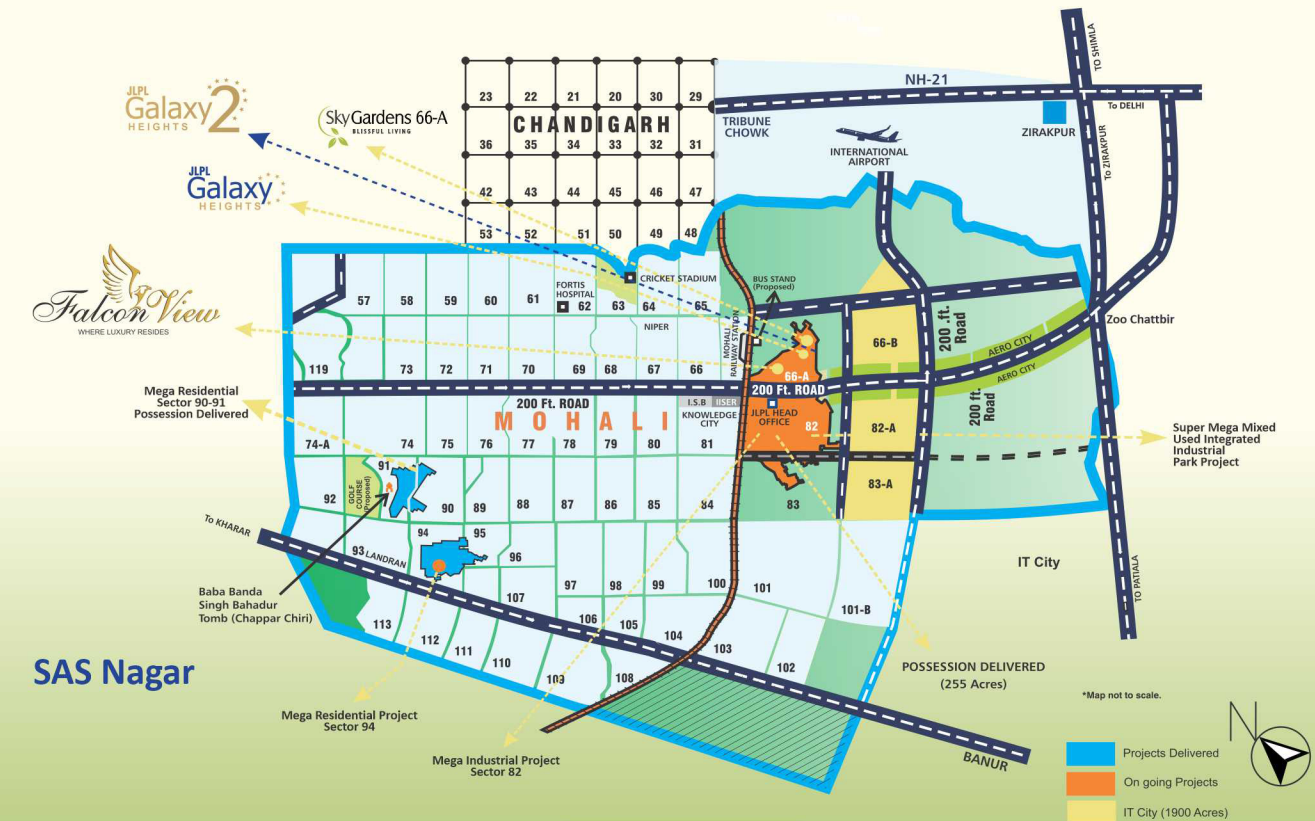 JLPL
Galaxy 2
HEIGHTS
SkyGardens 66-A
BLISSFUL LIVING
JLPL
Galaxy
HEIGHTS
Falcon View
WHERE LUXURY RESIDES
23 22 21 20 30 29
CHANDIGARH
36 35 34 33 32 31
42 43 44 45 46 47
53 52 51 50 49 48
NH-21
TRIBUNE
CHOWK
TO SHIMLA
To DELHI
To ZIRAKPUR
ZIRAKPUR
INTERNATIONAL
AIRPORT
CRICKET STADIUM
BUS STAND
(Proposed)
FORTIS
HOSPITAL
57 58 59 60 61 62 63 64 65
NIPER
MOHALI
RAILWAY STATION
66-B
200 .ft.
Road
AERO CITY
AERO CITY
Zoo Chattbir
119 73 72 71 70 69 68 67 66 66-A
200 Ft. ROAD
200 Ft. ROAD
200 ft.
Road
I.S.B IISER
KNOWLEDGE
CITY
JLPL HEAD
OFFICE
MOHALI
82 82-A
Mega Residential
Sector 90-91
Possession Delivered
Super Mega Mixed
Used Integrated
Industrial
Park Project
74-A 74 75 76 77 78 79 80 81
91
GOLF
COURSE
(Proposed)
83-A
92 90 89 88 87 86 85 84 83
To KHARAR
93 LANDRAN
94 95 96
97 98 99 100 101
101-B
IT City
TO PATIALA
Baba Banda
Singh Bahadur
Tomb (Chappar Chiri)
107 106 105 104 103 102
113 112 111 110 109 108
SAS Nagar
POSSESSION DELIVERED
(255 Acres)
Mega Residential Project
Sector 94
Mega Industrial Project
Sector 82
BANUR
*Map not to scale.
N
Projects Delivered
On going Projects
IT City (1900 Acres)